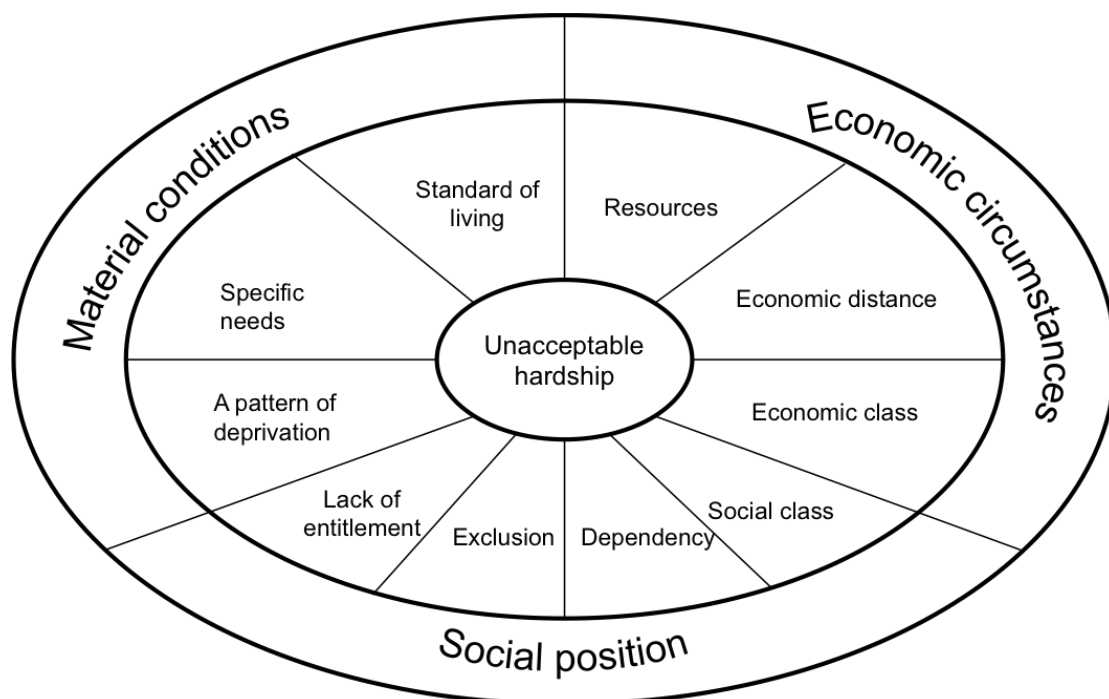 Material conditions
Economic circumstances
Standard of
living
Resources
Specific
needs
Economic distance
Unacceptable
hardship
A pattern of
deprivation
Economic class
Lack of
entitlement
Exclusion
Dependency
Social class
Social position